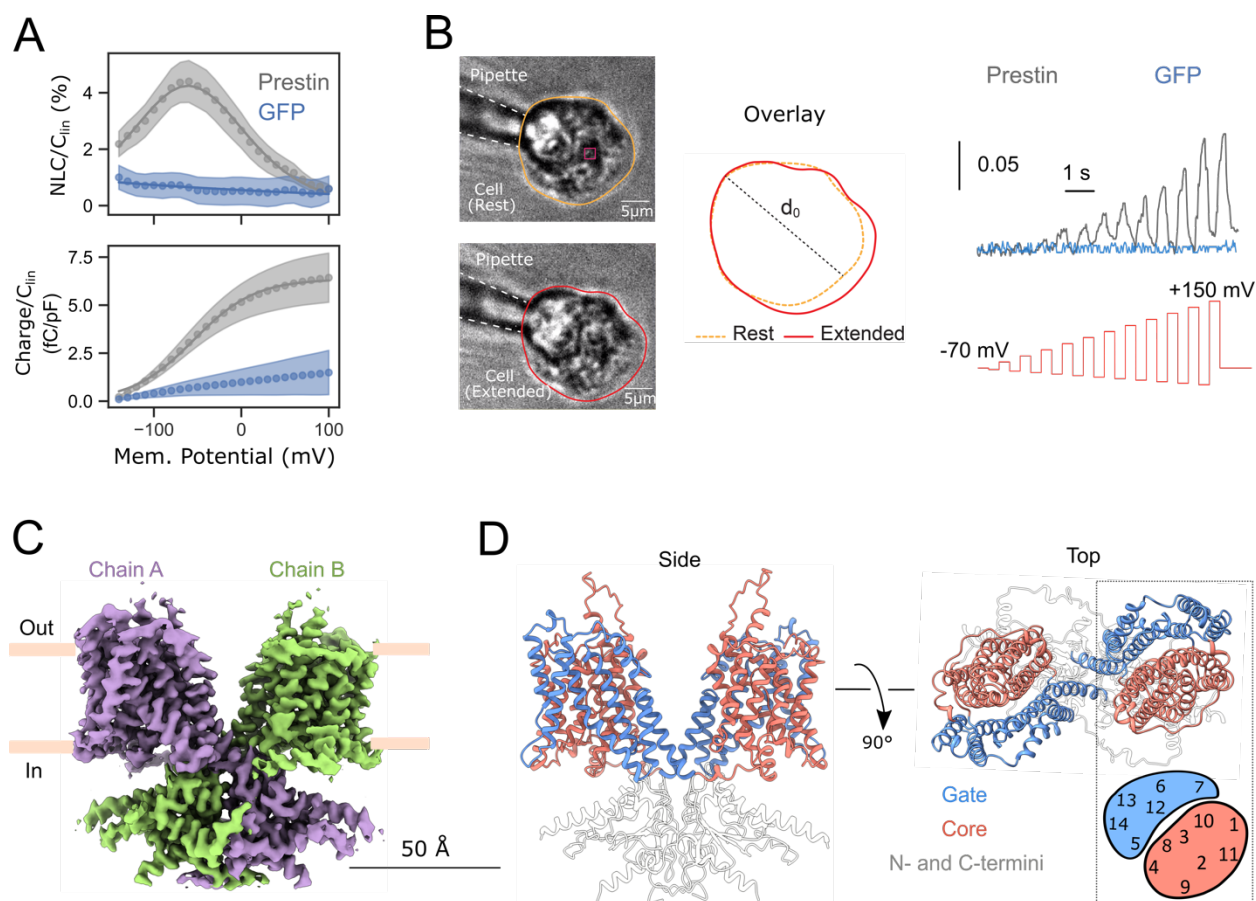 A
NLC/C_lin (%)
4
2
0
Prestin
GFP
Charge/C_lin
(fC/pF)
7.5
5.0
2.5
0.0
−100
0
100
Mem. Potential (mV)
B
Pipette
Cell
(Rest)
5μm
Pipette
Cell
(Extended)
5μm
Overlay
d₀
Rest
Extended
Prestin
GFP
0.05
1 s
+150 mV
-70 mV
C
Chain A
Chain B
Out
In
50 Å
D
Side
Top
90°
Gate
Core
N- and C-termini
13
6
7
12
14
5
10
1
3
8
11
4
2
9